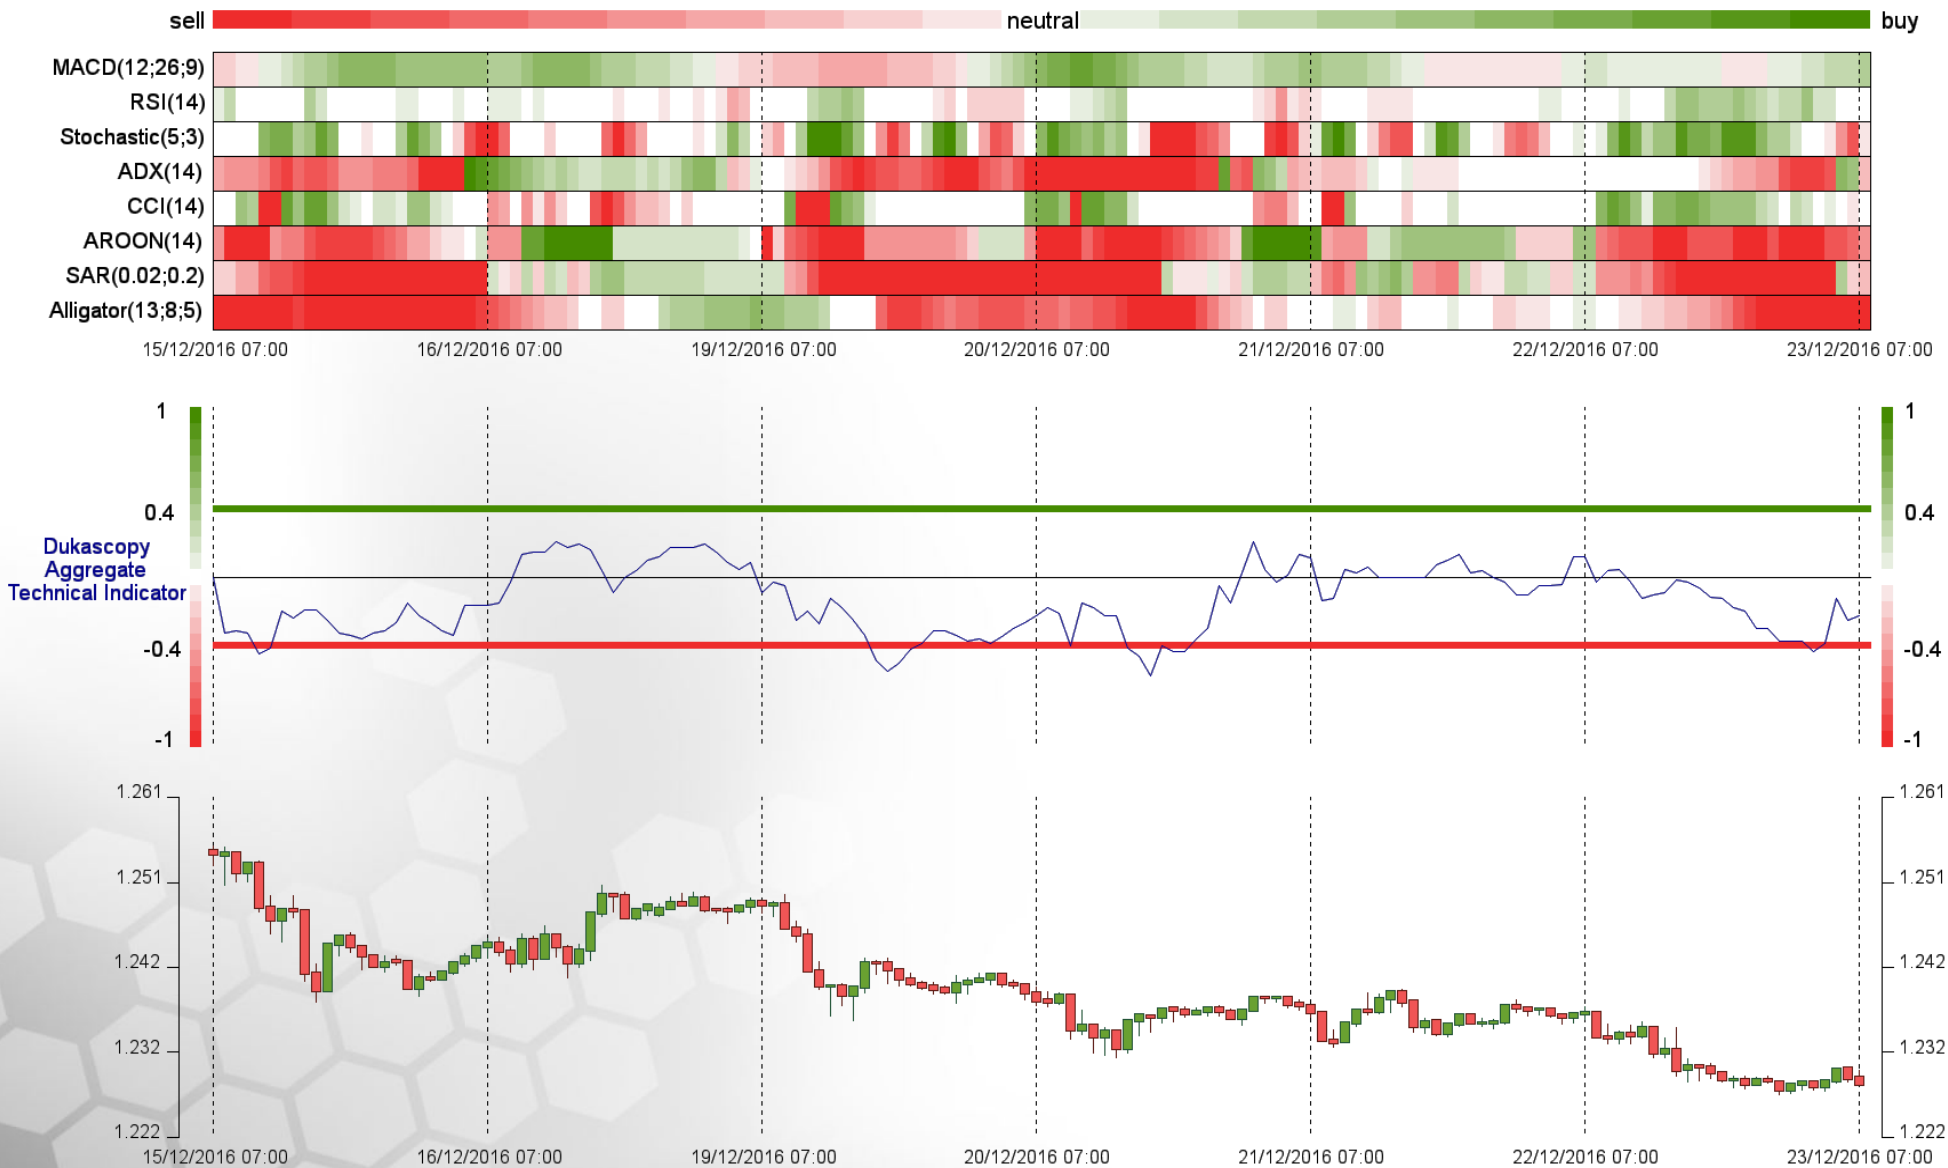 sell neutral buy
MACD(12;26;9)
RSI(14)
Stochastic(5;3)
ADX(14)
CCI(14)
AROON(14)
SAR(0.02;0.2)
Alligator(13;8;5)
15/12/2016 07:00 16/12/2016 07:00 19/12/2016 07:00 20/12/2016 07:00 21/12/2016 07:00 22/12/2016 07:00 23/12/2016 07:00
1 1
0.4 0.4
Dukascopy
Aggregate
Technical Indicator
-0.4 -0.4
-1 -1
1.261 1.261
1.251 1.251
1.242 1.242
1.232 1.232
1.222 1.222
15/12/2016 07:00 16/12/2016 07:00 19/12/2016 07:00 20/12/2016 07:00 21/12/2016 07:00 22/12/2016 07:00 23/12/2016 07:00